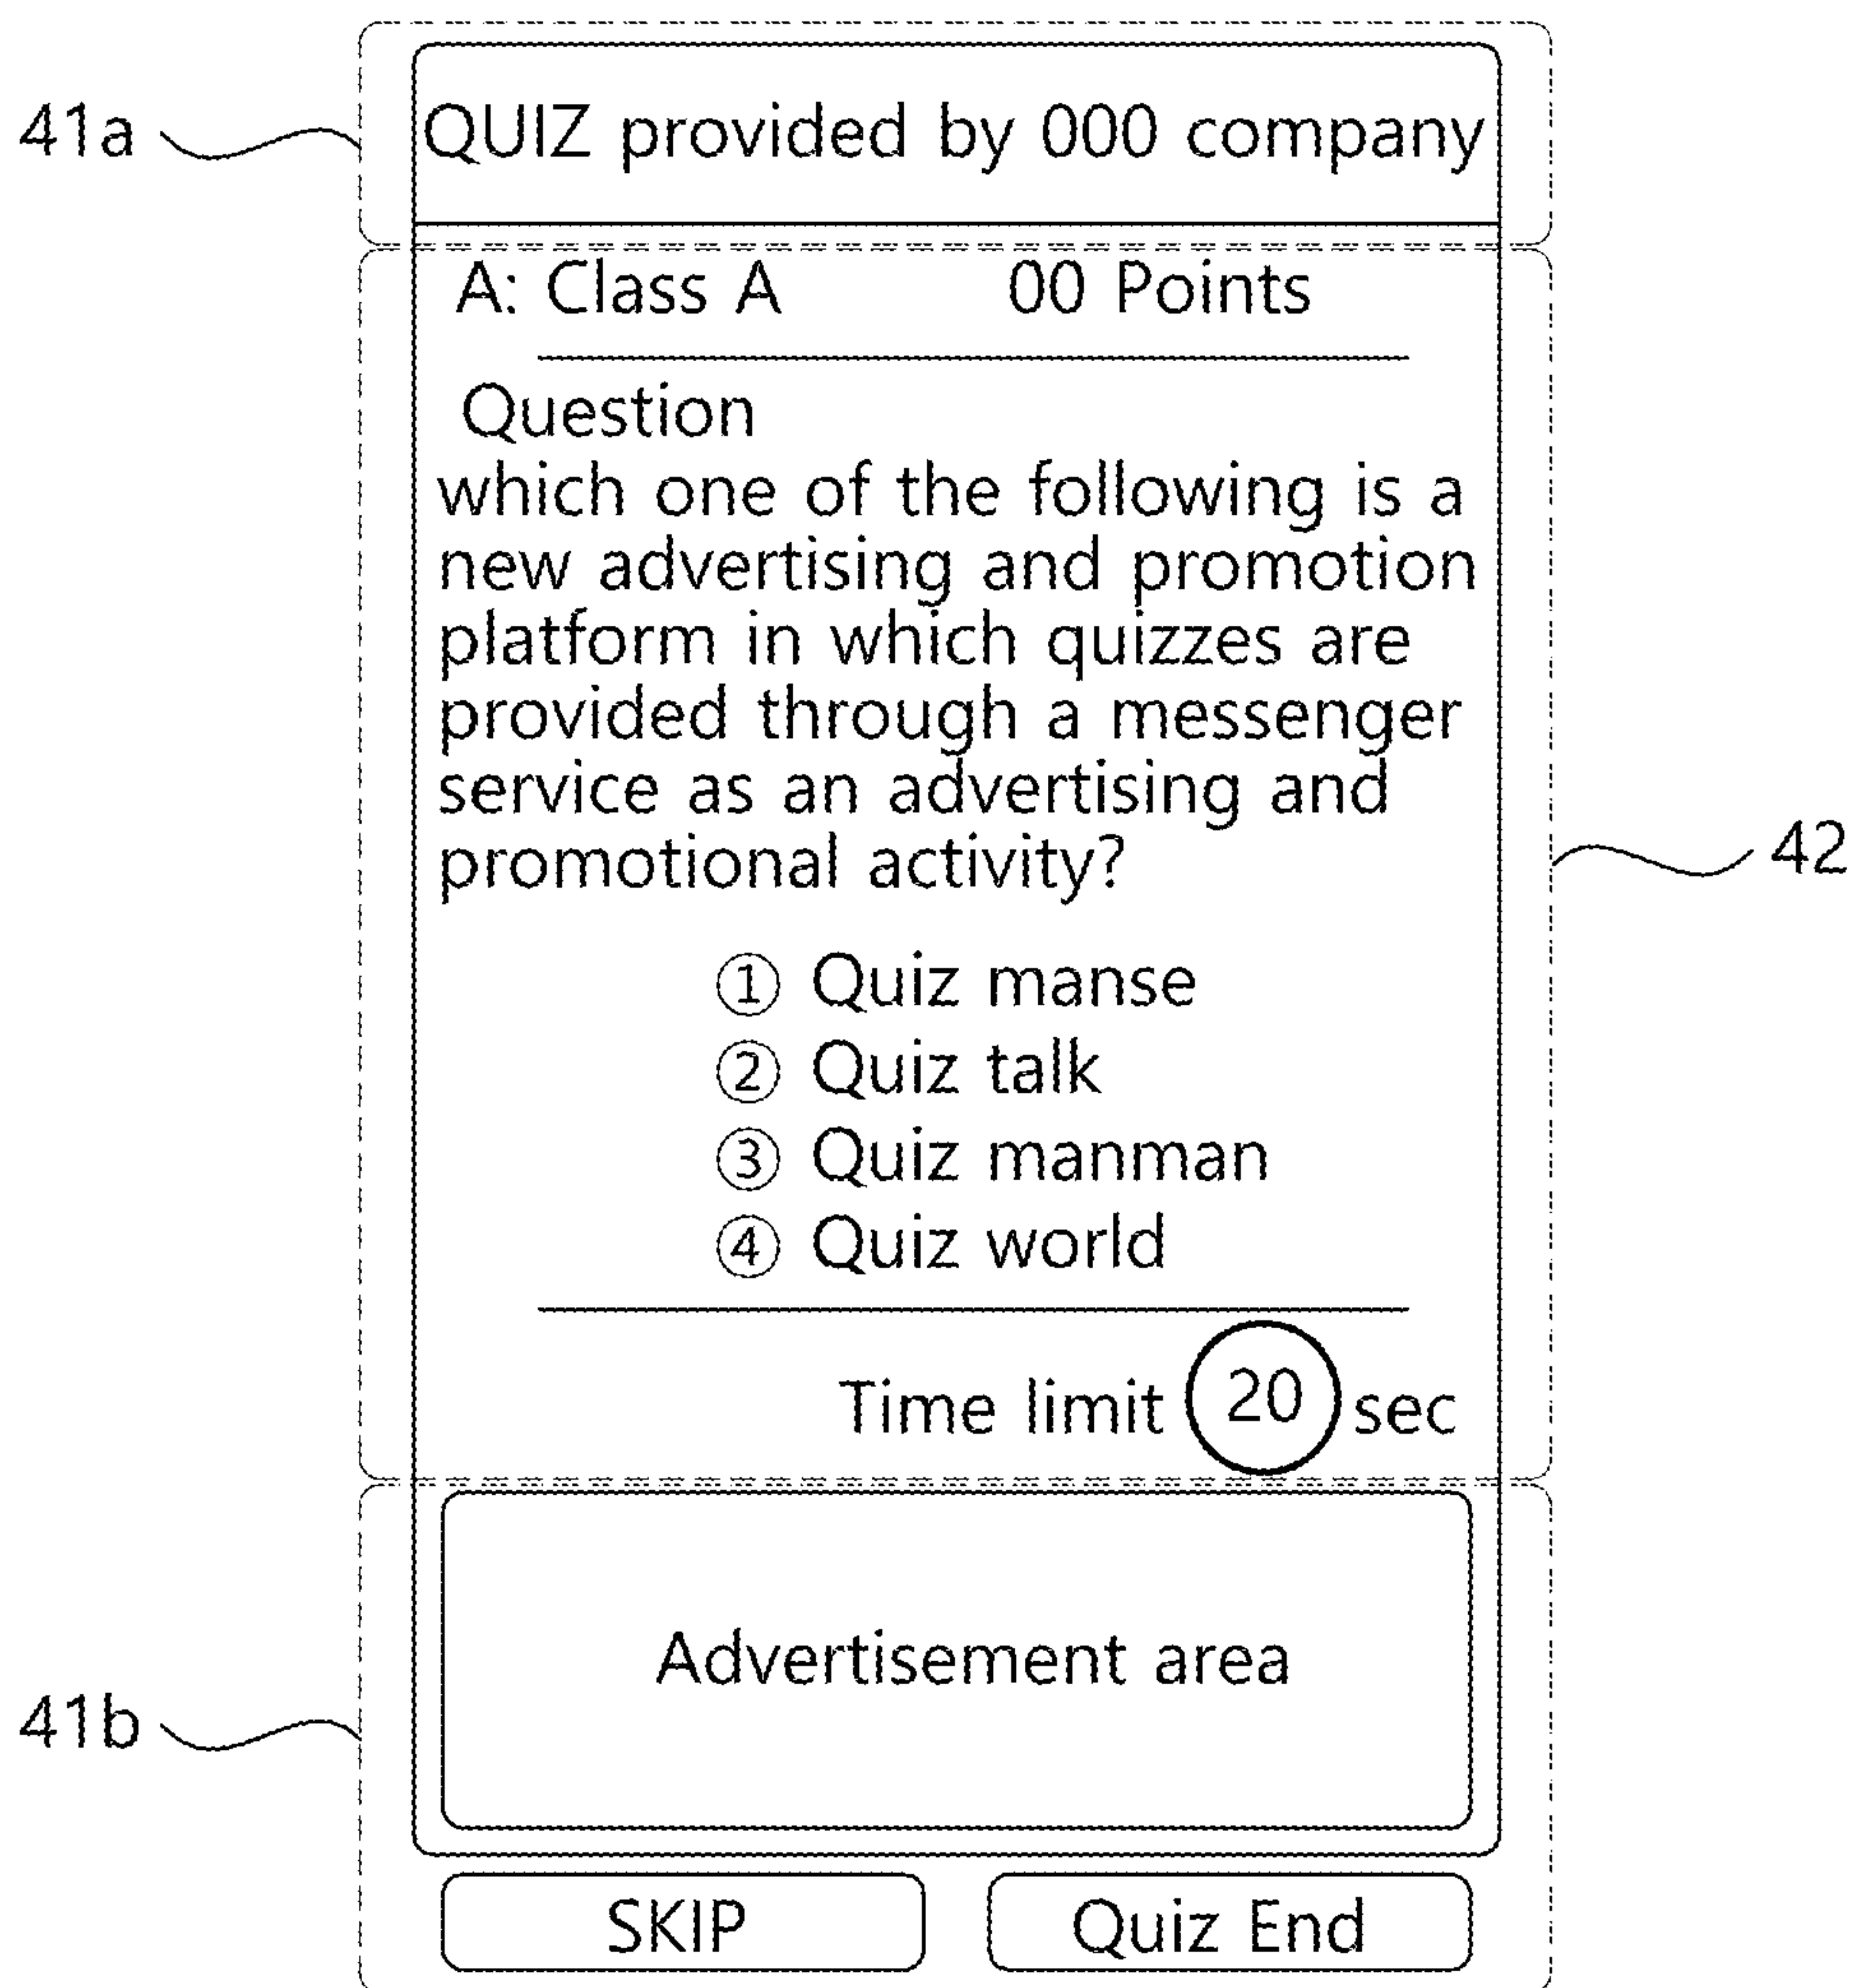 41a
QUIZ provided by 000 company
A: Class A 00 Points
Question
which one of the following is a
new advertising and promotion
platform in which quizzes are
provided through a messenger
service as an advertising and
promotional activity?
42
① Quiz manse
② Quiz talk
③ Quiz manman
④ Quiz world
Time limit 20 sec
Advertisement area
41b
SKIP Quiz End